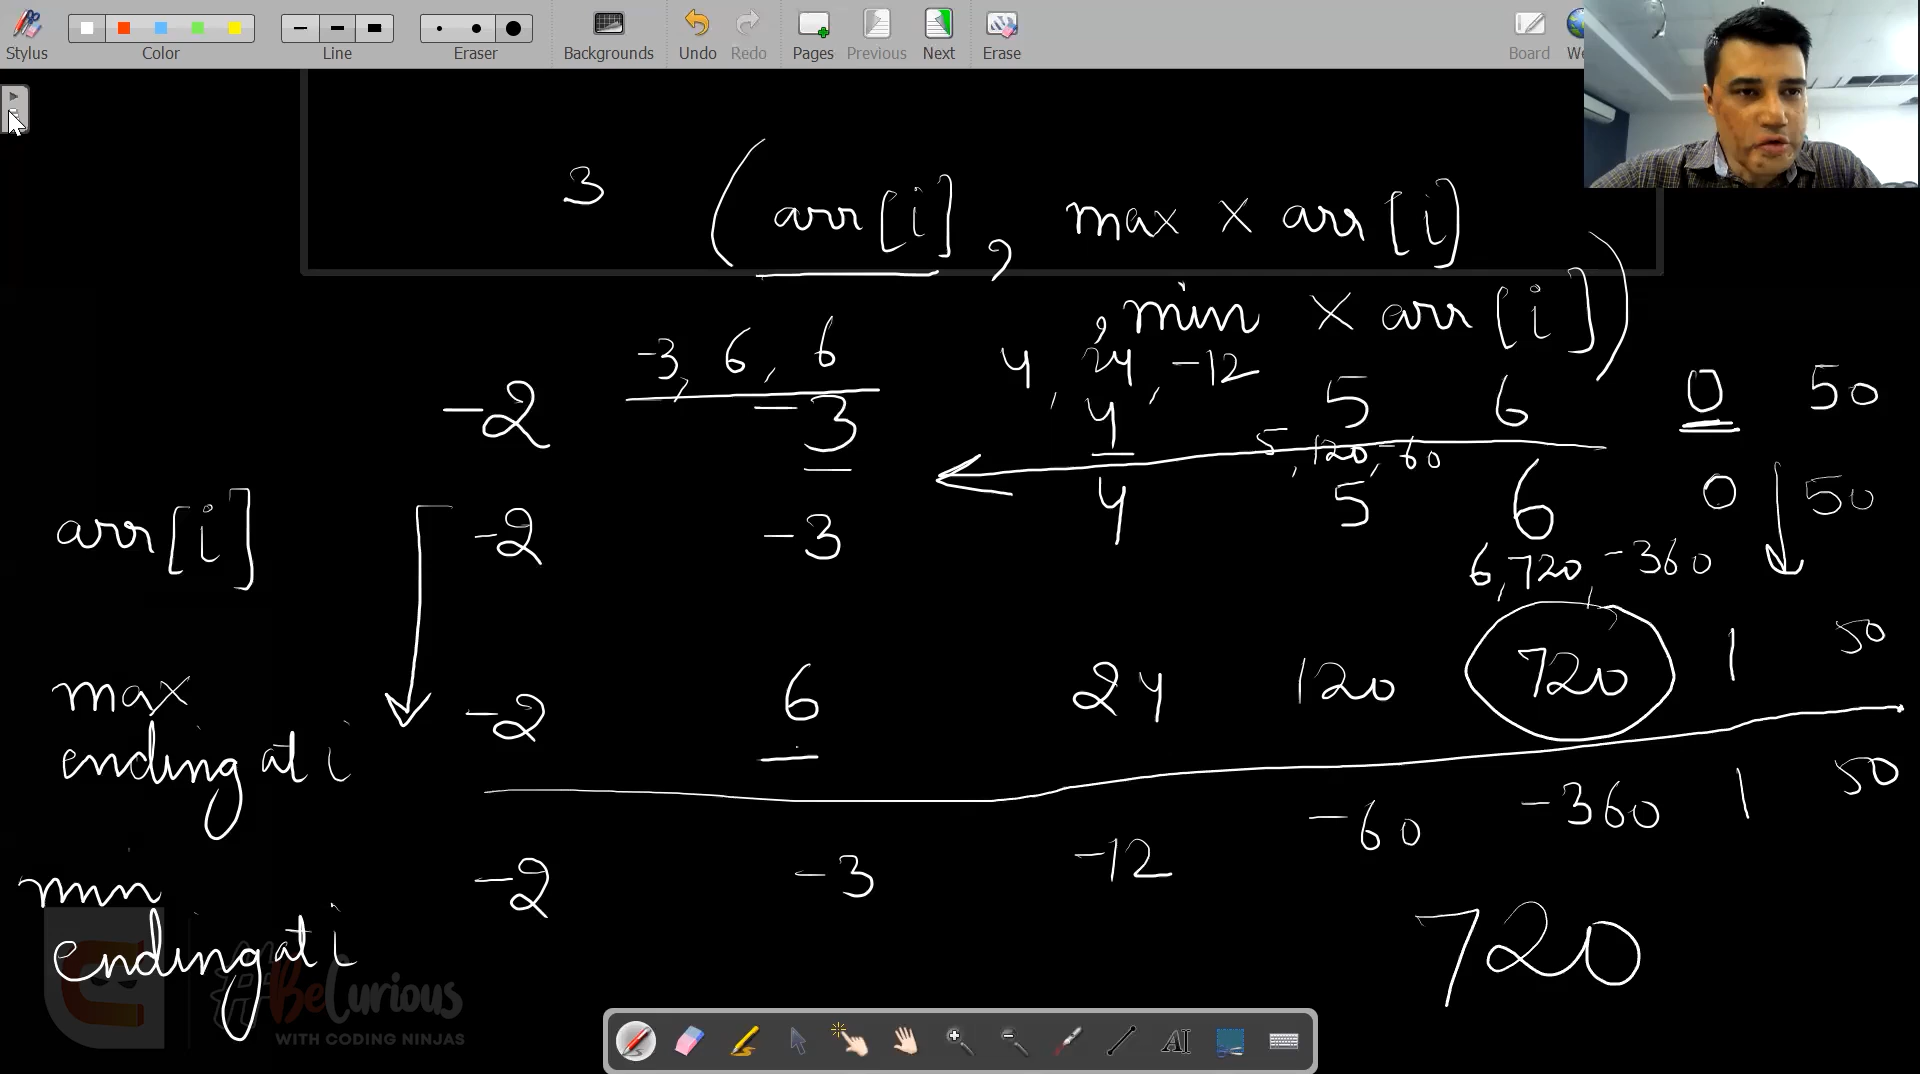 Stylus Color Line Eraser Backgrounds Undo Redo Pages Previous Next Erase Board
3 (arr[i], max X arr[i]
, min X arr[i])
-3, 6, 6 4, 24, -12
-2 -3 4 5 6 0 50
5, 120, -60
arr[i] -2 -3 4 5 6 0 50
6, 720, -360
max ending at i -2 6 24 120 720 1 50
min ending at i -2 -3 -12 -60 -360 1 50
720
#BeCurious
WITH CODING NINJAS
AI